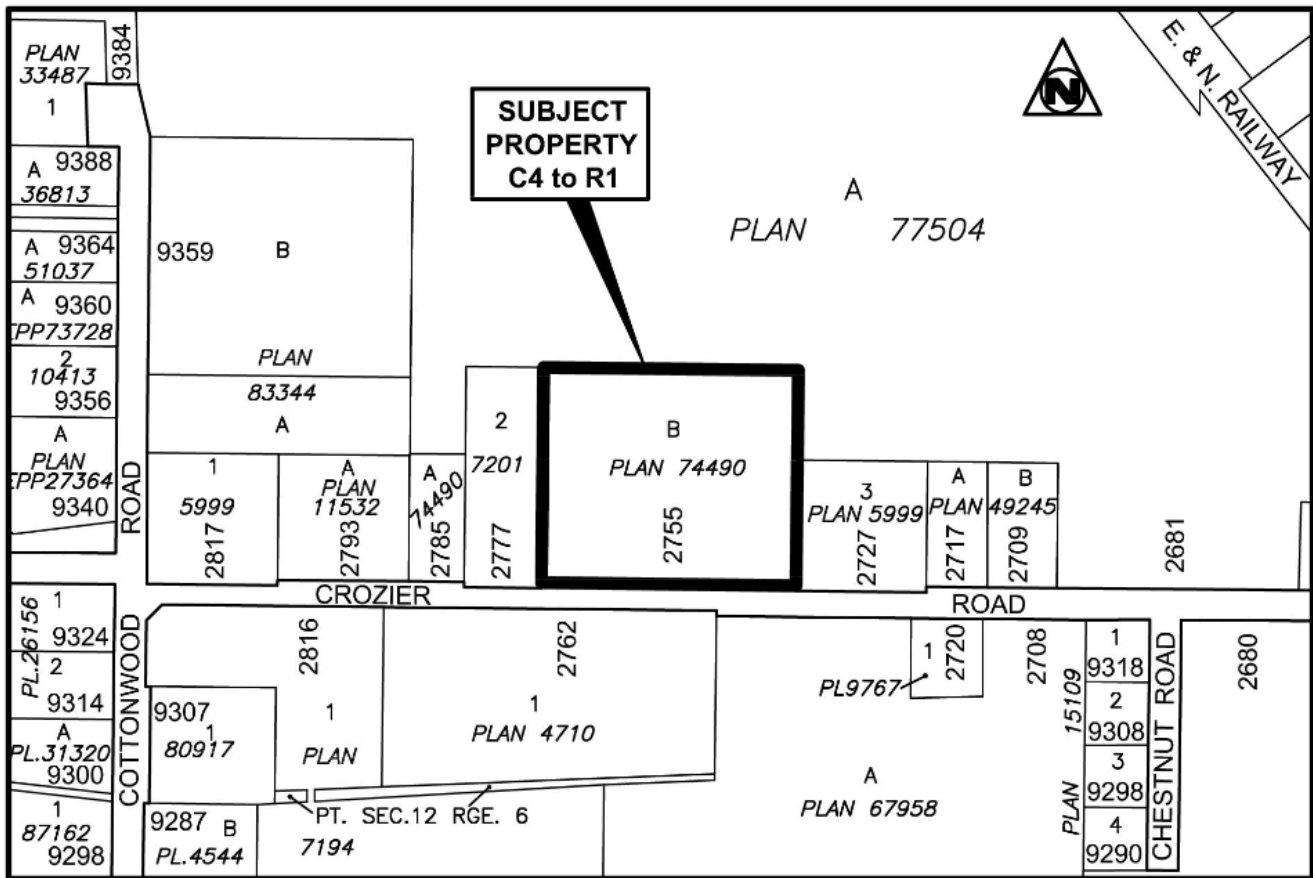 PLAN
33487
1
9384
A 9388
36813
A 9364
51037
A 9360
EPP73728
2
10413
9356
A
PLAN
EPP27364
9340
ROAD
SUBJECT
PROPERTY
C4 to R1
N
E. & N. RAILWAY
A
PLAN 77504
9359 B
PLAN
83344
A
1
5999
2817
A
PLAN
11532
2793
A
74490
2785
2
7201
2777
B
PLAN 74490
2755
3
PLAN 5999
2727
A
PLAN
2717
B
49245
2709
2681
CROZIER ROAD
PL.26156
1
9324
2
9314
A
PL.31320
9300
1
87162
9298
COTTONWOOD
2816
1
PLAN
2762
1
PLAN 4710
9307
1
80917
PT. SEC.12 RGE. 6
9287 B
PL.4544
7194
1
2720
PL9767
2708
A
PLAN 67958
PLAN 15109
1
9318
2
9308
3
9298
4
9290
CHESTNUT ROAD
2680